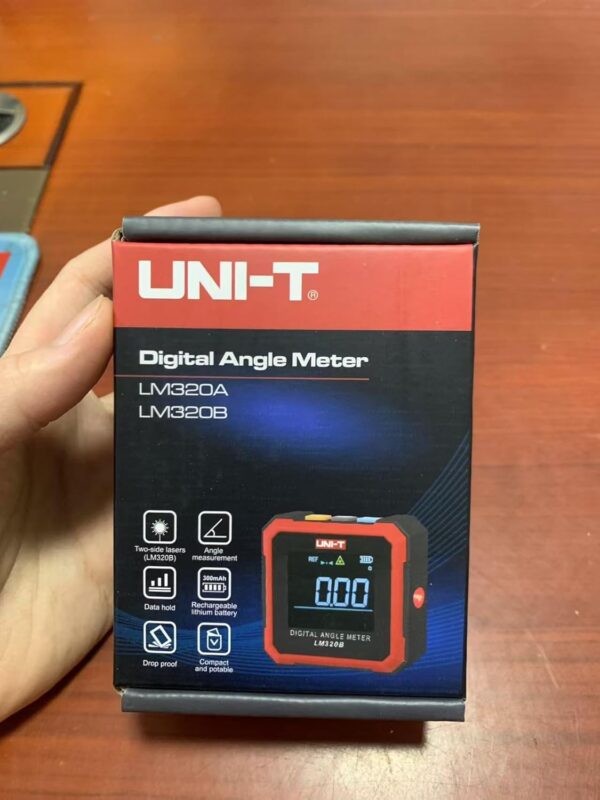 UNI-T®
Digital Angle Meter
LM320A
LM320B
Two-side lasers
(LM320B)
Angle
measurement
Data hold
300mAh
Rechargeable
lithium battery
Drop proof
Compact
and potable
UNI-T
REF
0.00
DIGITAL ANGLE METER
LM320B